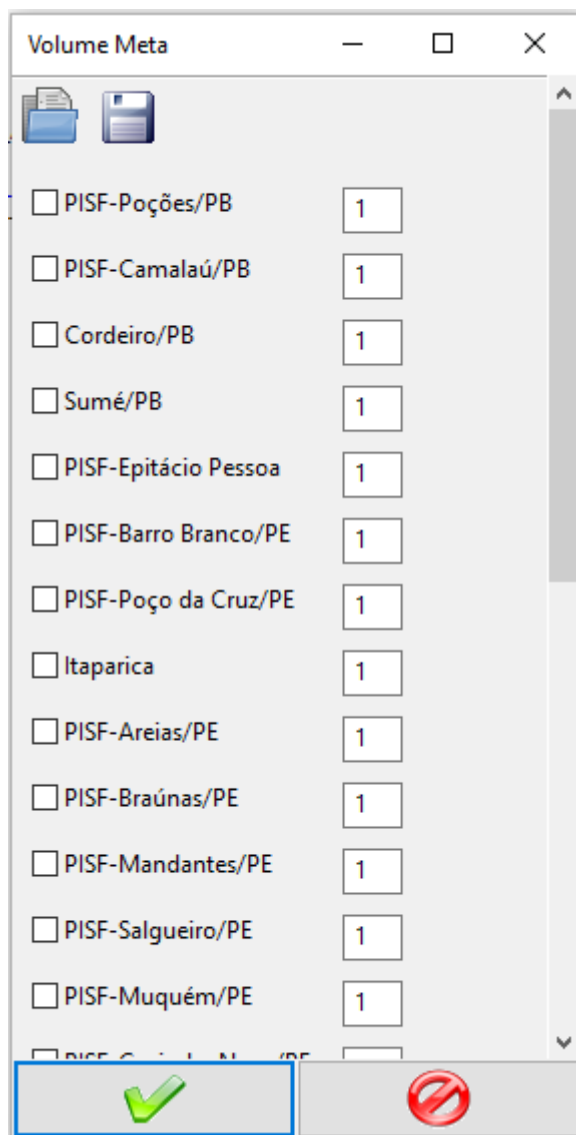 Volume Meta
PISF-Poções/PB 1
PISF-Camalaú/PB 1
Cordeiro/PB 1
Sumé/PB 1
PISF-Epitácio Pessoa 1
PISF-Barro Branco/PE 1
PISF-Poço da Cruz/PE 1
Itaparica 1
PISF-Areias/PE 1
PISF-Braúnas/PE 1
PISF-Mandantes/PE 1
PISF-Salgueiro/PE 1
PISF-Muquém/PE 1